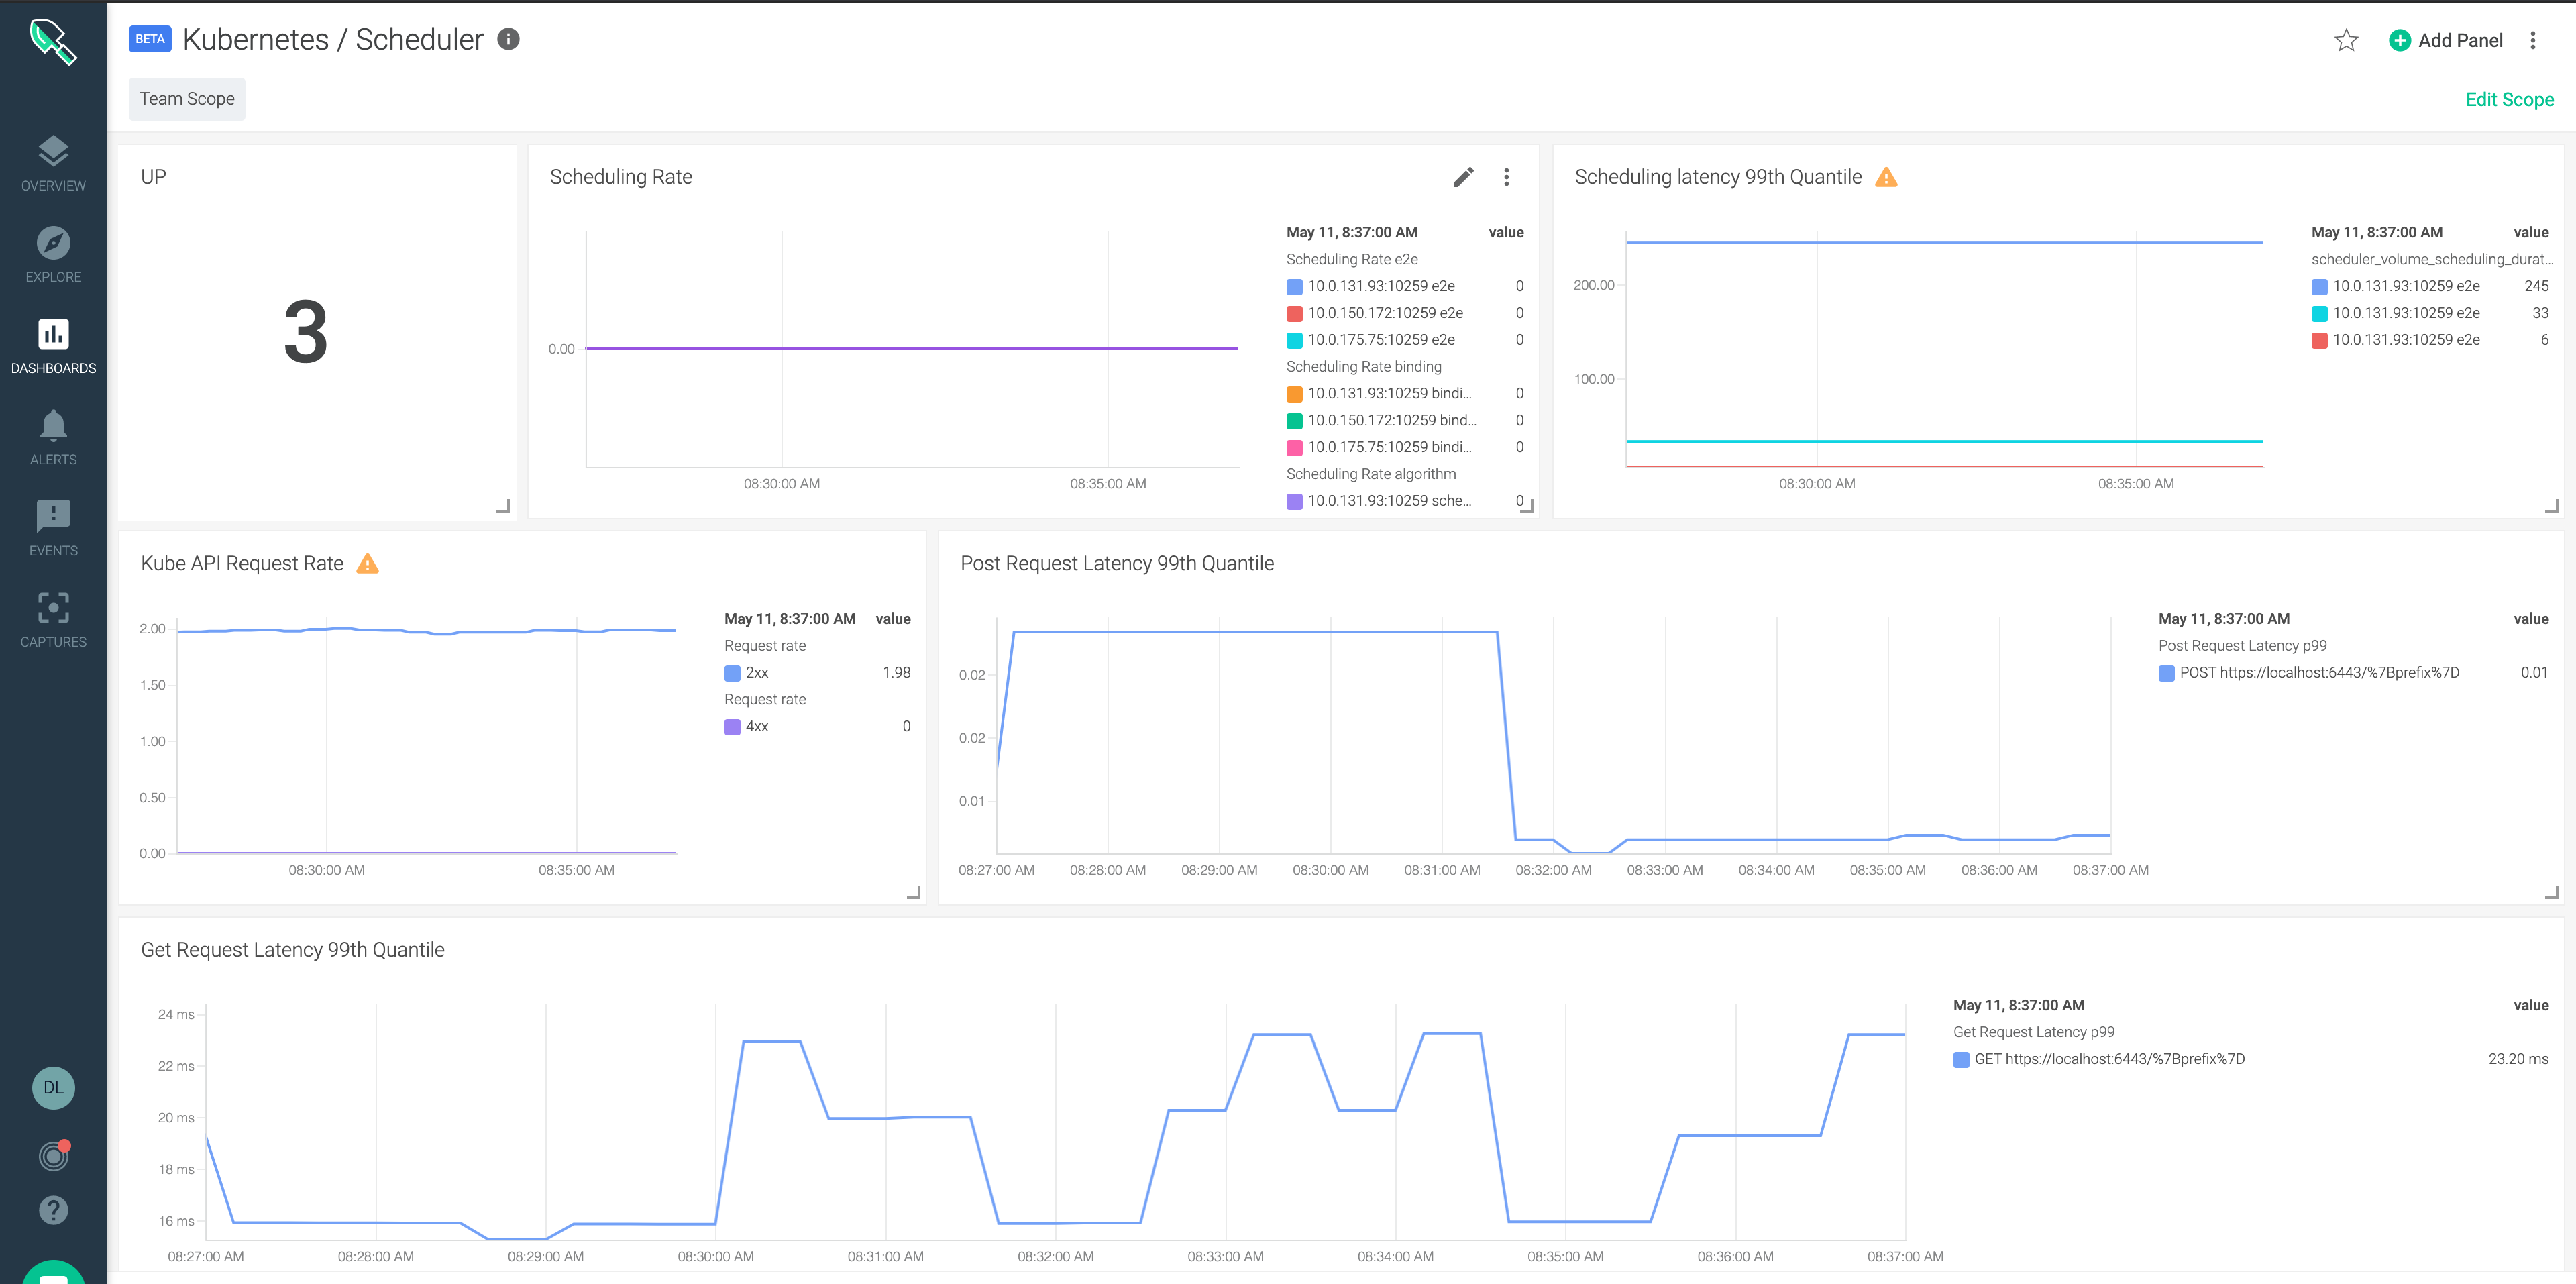 BETA Kubernetes / Scheduler
Add Panel
Team Scope
Edit Scope
OVERVIEW
EXPLORE
DASHBOARDS
ALERTS
EVENTS
CAPTURES
DL
UP
3
Scheduling Rate
0.00
08:30:00 AM 08:35:00 AM
May 11, 8:37:00 AM value
Scheduling Rate e2e
10.0.131.93:10259 e2e 0
10.0.150.172:10259 e2e 0
10.0.175.75:10259 e2e 0
Scheduling Rate binding
10.0.131.93:10259 bindi... 0
10.0.150.172:10259 bind... 0
10.0.175.75:10259 bindi... 0
Scheduling Rate algorithm
10.0.131.93:10259 sche... 0
Scheduling latency 99th Quantile
200.00
100.00
08:30:00 AM 08:35:00 AM
May 11, 8:37:00 AM value
scheduler_volume_scheduling_durat...
10.0.131.93:10259 e2e 245
10.0.131.93:10259 e2e 33
10.0.131.93:10259 e2e 6
Kube API Request Rate
2.00
1.50
1.00
0.50
0.00
08:30:00 AM 08:35:00 AM
May 11, 8:37:00 AM value
Request rate
2xx 1.98
Request rate
4xx 0
Post Request Latency 99th Quantile
0.02
0.02
0.01
08:27:00 AM 08:28:00 AM 08:29:00 AM 08:30:00 AM 08:31:00 AM 08:32:00 AM 08:33:00 AM 08:34:00 AM 08:35:00 AM 08:36:00 AM 08:37:00 AM
May 11, 8:37:00 AM value
Post Request Latency p99
POST https://localhost:6443/%7Bprefix%7D 0.01
Get Request Latency 99th Quantile
24 ms
22 ms
20 ms
18 ms
16 ms
08:27:00 AM 08:28:00 AM 08:29:00 AM 08:30:00 AM 08:31:00 AM 08:32:00 AM 08:33:00 AM 08:34:00 AM 08:35:00 AM 08:36:00 AM 08:37:00 AM
May 11, 8:37:00 AM value
Get Request Latency p99
GET https://localhost:6443/%7Bprefix%7D 23.20 ms